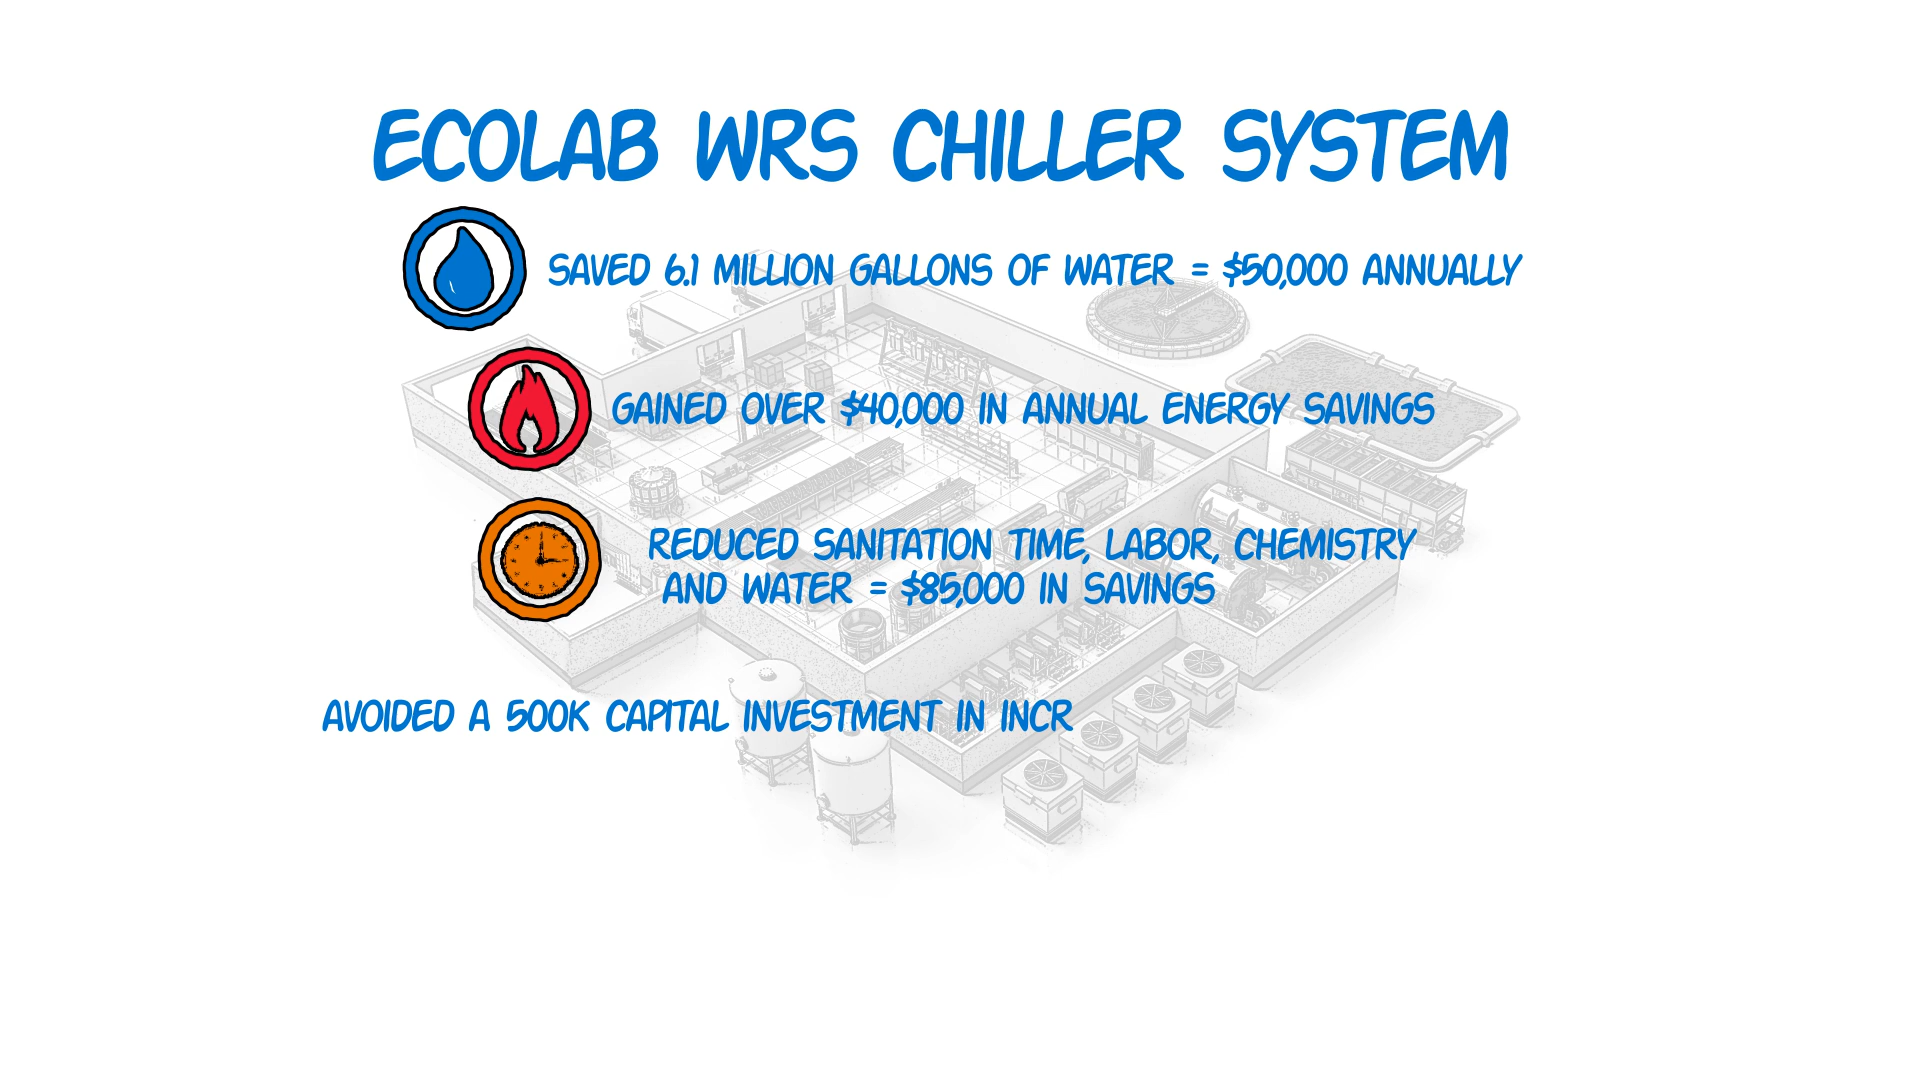 ECOLAB WRS CHILLER SYSTEM
SAVED 6.1 MILLION GALLONS OF WATER = $50,000 ANNUALLY
GAINED OVER $40,000 IN ANNUAL ENERGY SAVINGS
REDUCED SANITATION TIME, LABOR, CHEMISTRY
AND WATER = $85,000 IN SAVINGS
AVOIDED A 500K CAPITAL INVESTMENT IN INCR